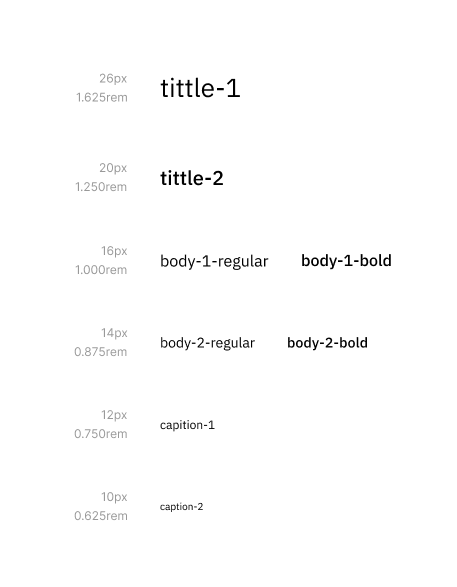 26px
1.625rem
tittle-1
20px
1.250rem
tittle-2
16px
1.000rem
body-1-regular body-1-bold
14px
0.875rem
body-2-regular body-2-bold
12px
0.750rem
capition-1
10px
0.625rem
caption-2